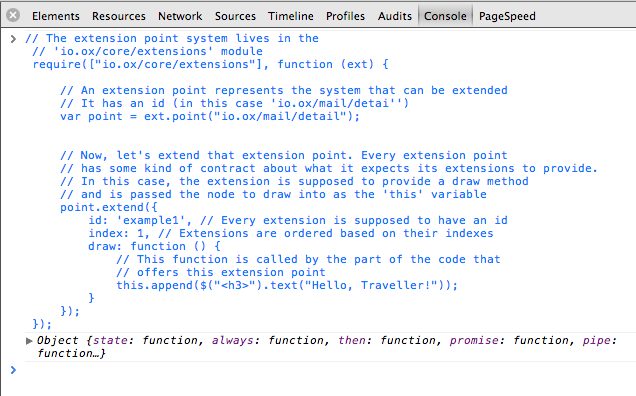 Elements Resources Network Sources Timeline Profiles Audits Console PageSpeed
// The extension point system lives in the
// 'io.ox/core/extensions' module
require(["io.ox/core/extensions"], function (ext) {
// An extension point represents the system that can be extended
// It has an id (in this case 'io.ox/mail/detai'')
var point = ext.point("io.ox/mail/detail");
// Now, let's extend that extension point. Every extension point
// has some kind of contract about what it expects its extensions to provide.
// In this case, the extension is supposed to provide a draw method
// and is passed the node to draw into as the 'this' variable
point.extend({
id: 'example1', // Every extension is supposed to have an id
index: 1, // Extensions are ordered based on their indexes
draw: function () {
// This function is called by the part of the code that
// offers this extension point
this.append($("<h3>").text("Hello, Traveller!"));
}
});
});
Object {state: function, always: function, then: function, promise: function, pipe:
function…}